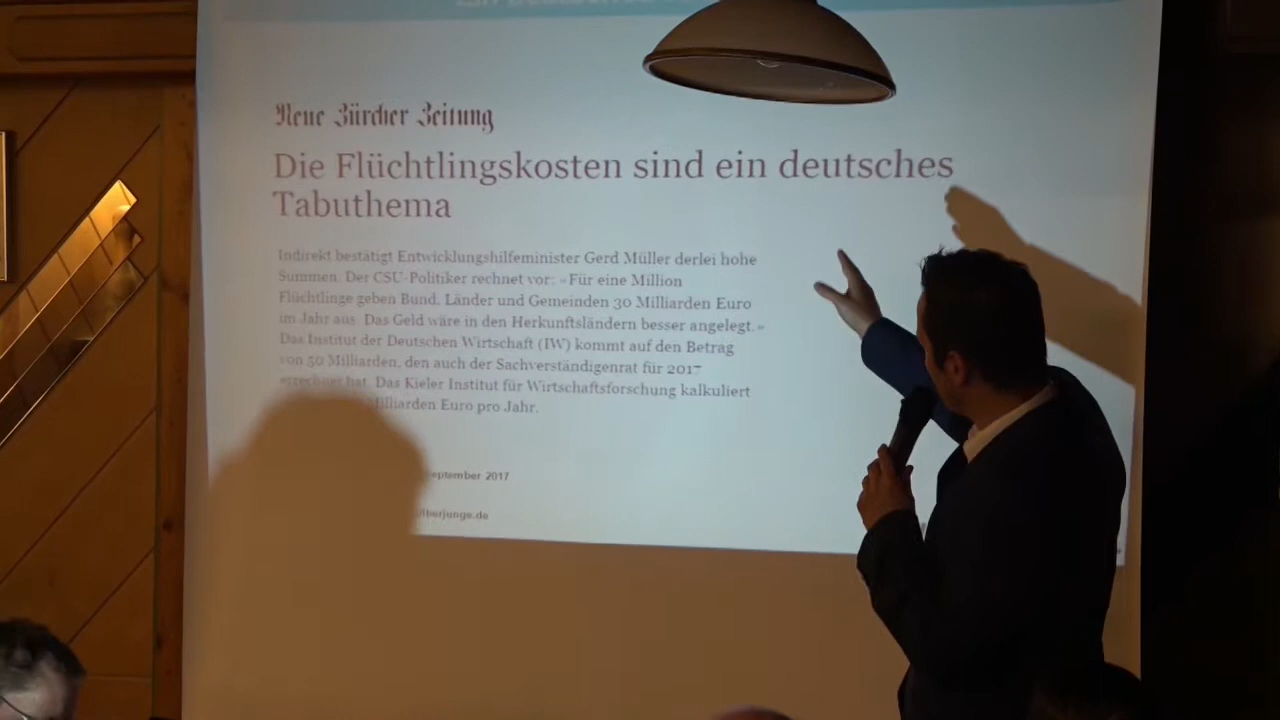 Neue Zürcher Zeitung
Die Flüchtlingskosten sind ein deutsches
Tabuthema
Indirekt bestätigt Entwicklungshilfeminister Gerd Müller derlei hohe
Summen. Der CSU-Politiker rechnet vor: «Für eine Million
Flüchtlinge geben Bund, Länder und Gemeinden 30 Milliarden Euro
im Jahr aus. Das Geld wäre in den Herkunftsländern besser angelegt.»
Das Institut der Deutschen Wirtschaft (IW) kommt auf den Betrag
von 50 Milliarden, den auch der Sachverständigenrat für 2017
errechnet hat. Das Kieler Institut für Wirtschaftsforschung kalkuliert
Milliarden Euro pro Jahr.
eptember 2017
ilberjunge.de